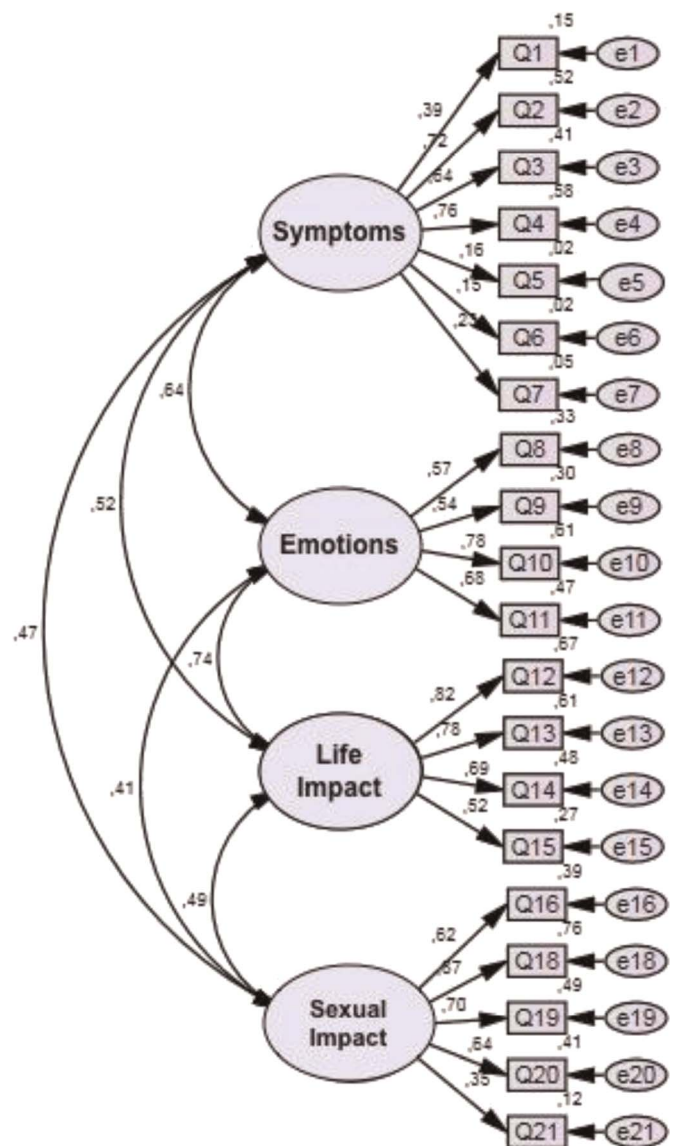 ,15
Q1 e1
,52
,39 Q2 e2
,72 ,41
,64 Q3 e3
,58
Symptoms ,76 Q4 e4
,16 ,02
,15 Q5 e5
,02
,23 Q6 e6
,05
,64 Q7 e7
,33
,57 Q8 e8
,30
,52 ,54 Q9 e9
,61
Emotions ,78 Q10 e10
,68 ,47
Q11 e11
,47 ,67
,74 Q12 e12
,82 ,61
,78 Q13 e13
Life ,48
Impact ,69 Q14 e14
,41 ,52 ,27
Q15 e15
,39
,49 Q16 e16
,62 ,76
,87 Q18 e18
,49
Sexual ,70 Q19 e19
Impact ,41
,64 Q20 e20
,35 ,12
Q21 e21